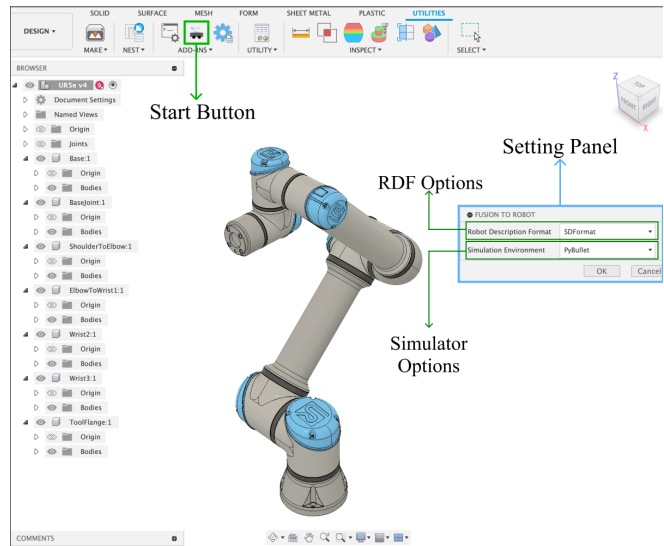 SOLID SURFACE MESH FORM SHEET METAL PLASTIC UTILITIES
DESIGN ▾
MAKE ▾ NEST ▾ ADD-INS ▾ UTILITY ▾ INSPECT ▾ SELECT ▾
BROWSER
UR5e v4
Document Settings
Named Views
Origin
Joints
Base:1
Origin
Bodies
BaseJoint:1
Origin
Bodies
ShoulderToElbow:1
Origin
Bodies
ElbowToWrist1:1
Origin
Bodies
Wrist2:1
Origin
Bodies
Wrist3:1
Origin
Bodies
ToolFlange:1
Origin
Bodies
COMMENTS
Start Button
Z
TOP
FRONT
RIGHT
X
Setting Panel
RDF Options
FUSION TO ROBOT
Robot Description Format SDFormat
Simulation Environment PyBullet
OK Cancel
Simulator
Options